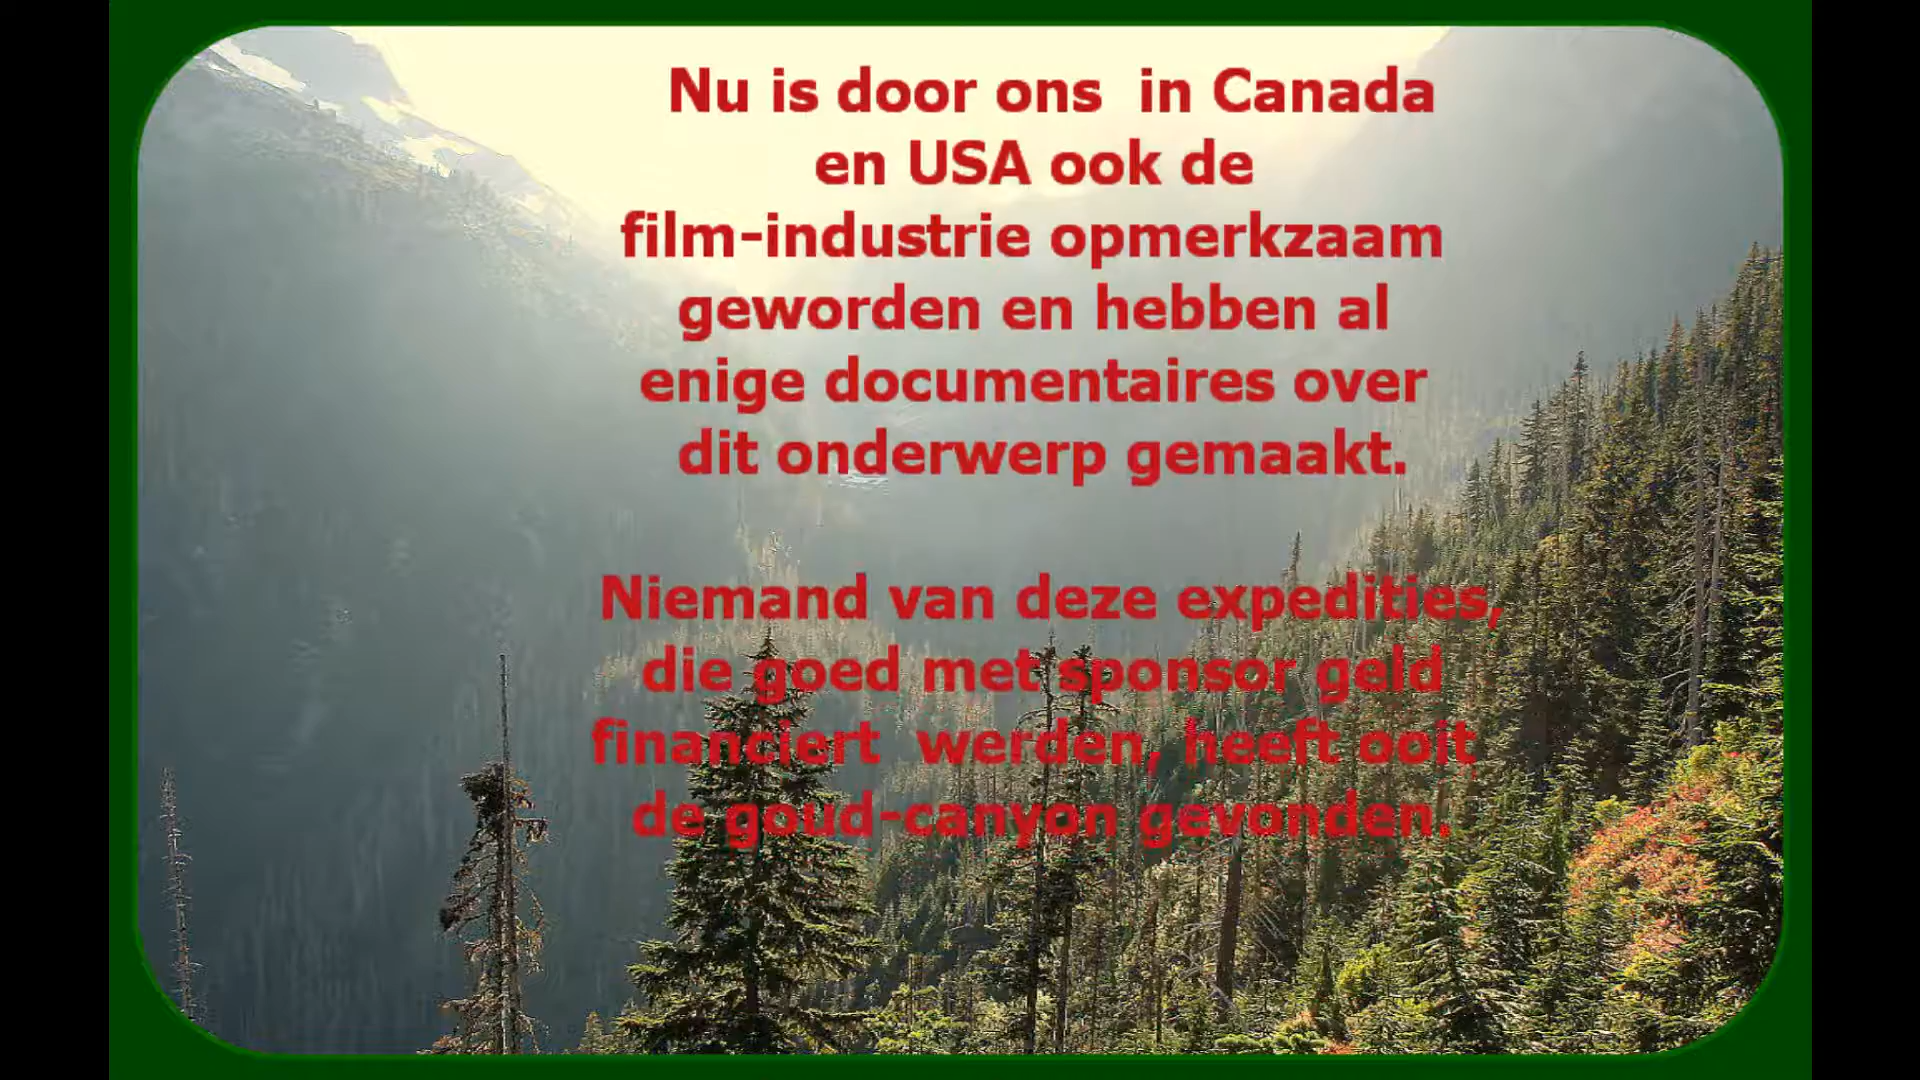 Nu is door ons in Canada
en USA ook de
film-industrie opmerkzaam
geworden en hebben al
enige documentaires over
dit onderwerp gemaakt.
Niemand van deze expedities,
die goed met sponsor geld
financiert werden, heeft ooit
de goud-canyon gevonden.